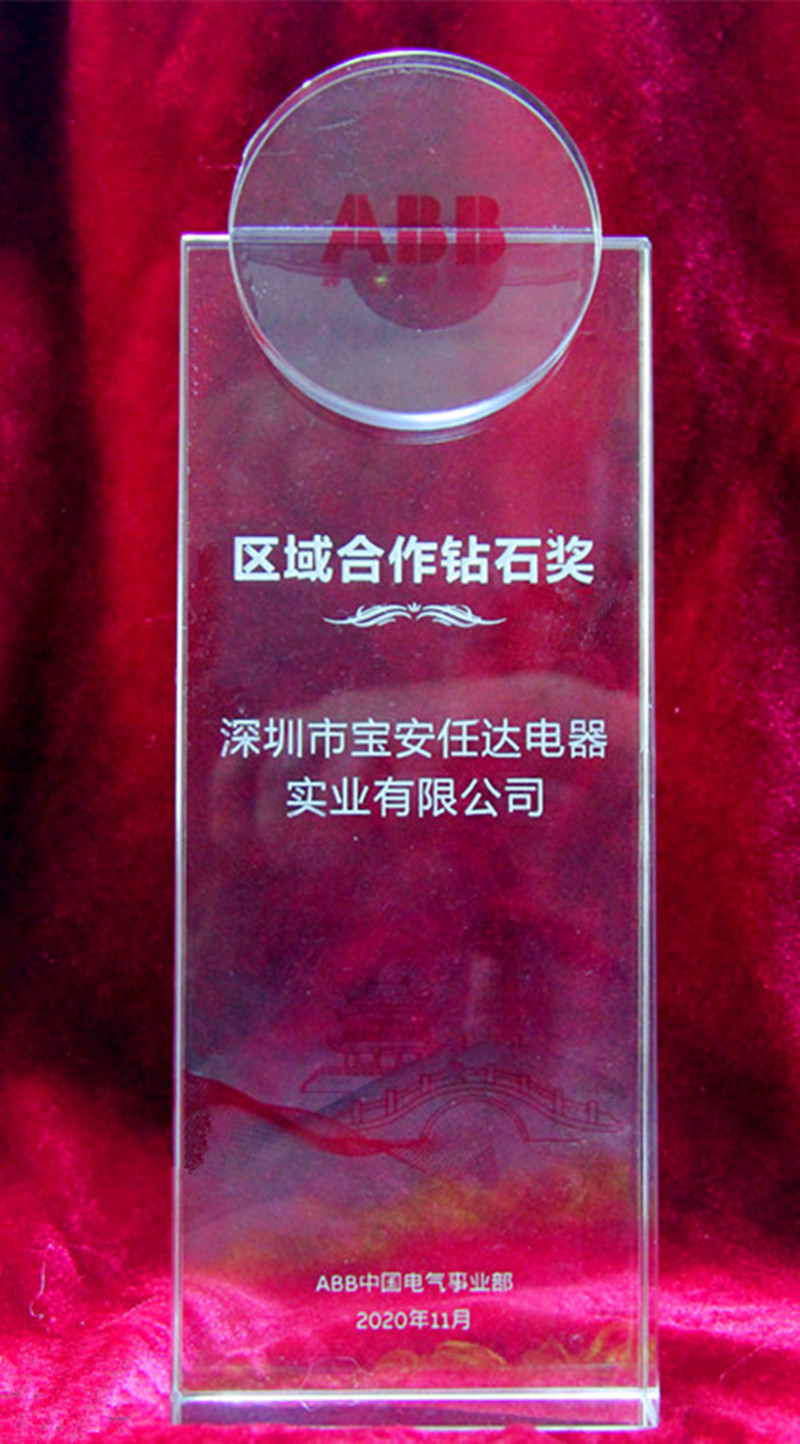 ABB
区域合作钻石奖
深圳市宝安任达电器
实业有限公司
ABB中国电气事业部
2020年11月